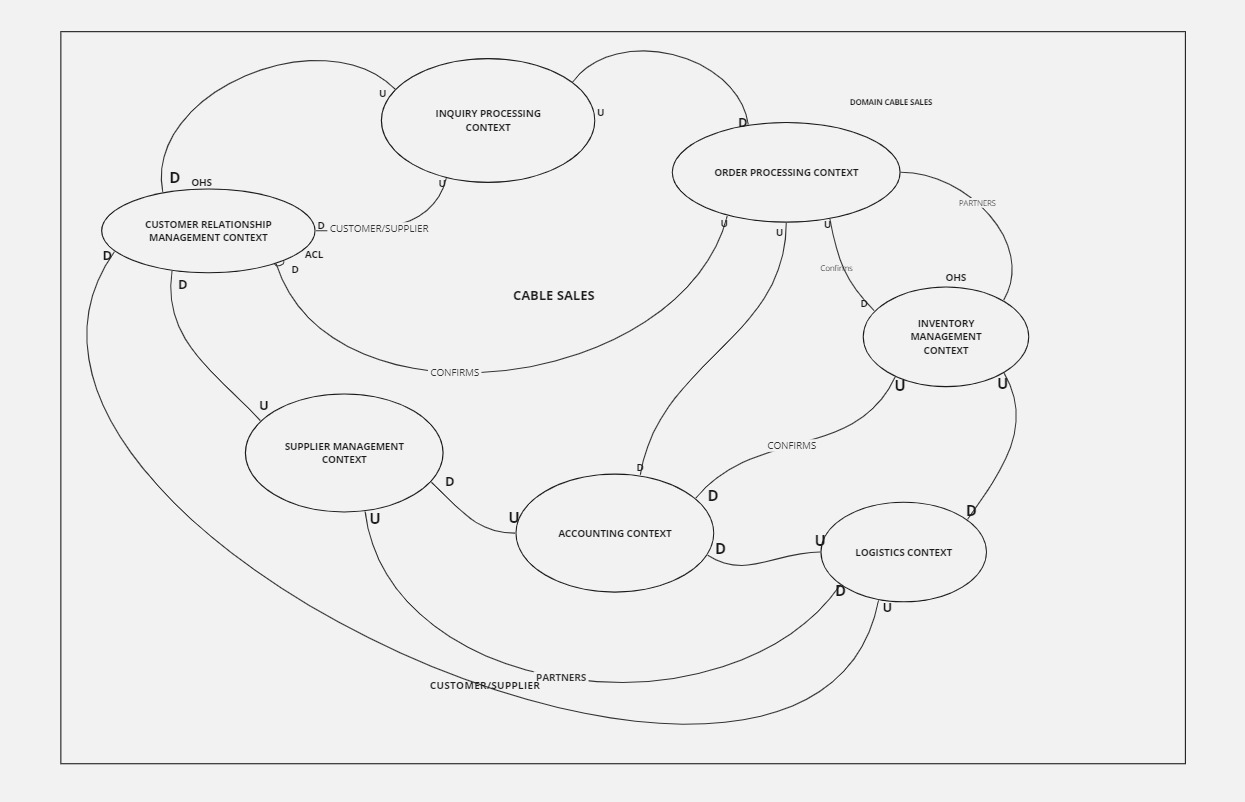 U
INQUIRY PROCESSING
CONTEXT
U
DOMAIN CABLE SALES
D
ORDER PROCESSING CONTEXT
D
OHS
U
PARTNERS
CUSTOMER RELATIONSHIP
MANAGEMENT CONTEXT
D
CUSTOMER/SUPPLIER
U
U
U
D
ACL
D
D
Confirms
OHS
CABLE SALES
D
INVENTORY
MANAGEMENT
CONTEXT
CONFIRMS
U
U
U
SUPPLIER MANAGEMENT
CONTEXT
CONFIRMS
D
D
D
U
U
ACCOUNTING CONTEXT
D
D
U
LOGISTICS CONTEXT
D
D
U
PARTNERS
CUSTOMER/SUPPLIER